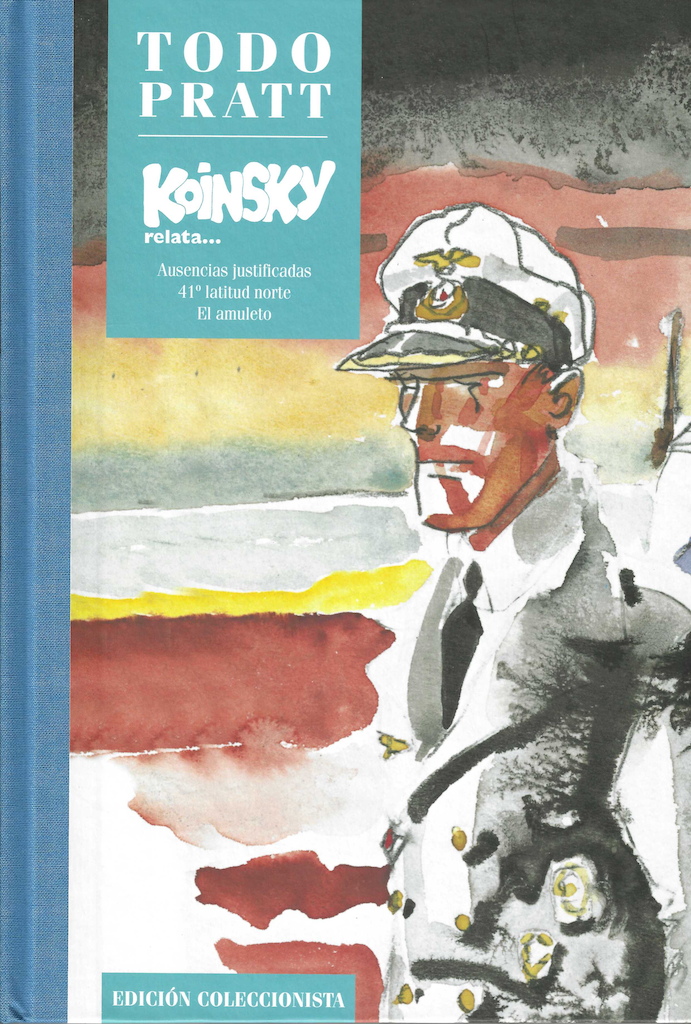 TODO
PRATT
KOINSKY
relata...
Ausencias justificadas
41º latitud norte
El amuleto
EDICIÓN COLECCIONISTA